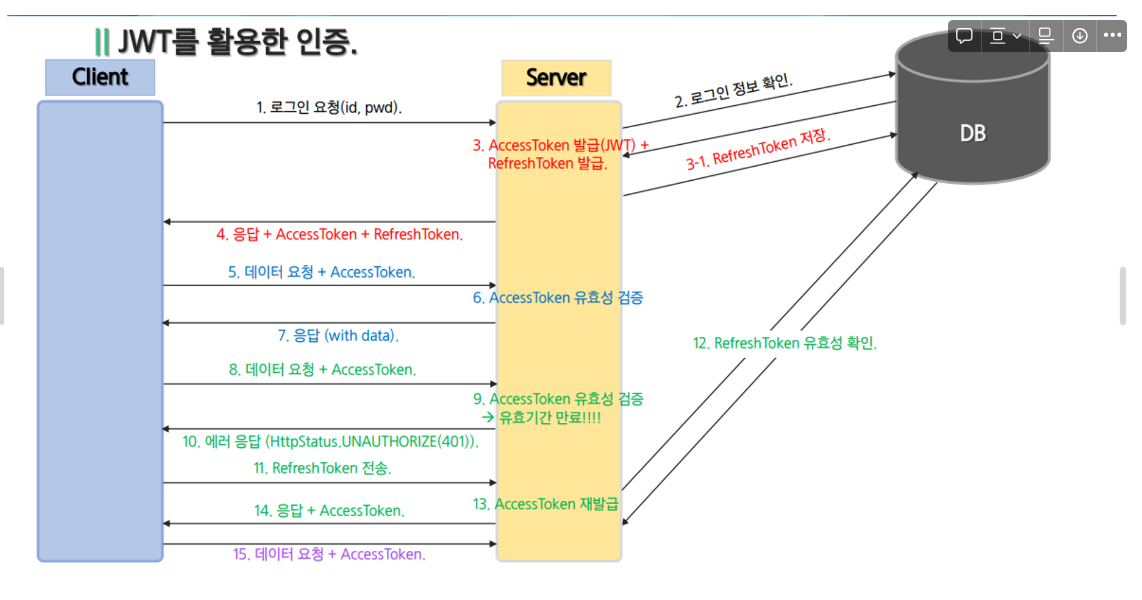 JWT를 활용한 인증.
Client
Server
DB
1. 로그인 요청(id, pwd).
2. 로그인 정보 확인.
3. AccessToken 발급(JWT) +
RefreshToken 발급.
3-1. RefreshToken 저장.
4. 응답 + AccessToken + RefreshToken.
5. 데이터 요청 + AccessToken.
6. AccessToken 유효성 검증
7. 응답 (with data).
8. 데이터 요청 + AccessToken.
9. AccessToken 유효성 검증
→ 유효기간 만료!!!!
10. 에러 응답 (HttpStatus.UNAUTHORIZE(401)).
11. RefreshToken 전송.
12. RefreshToken 유효성 확인.
13. AccessToken 재발급
14. 응답 + AccessToken.
15. 데이터 요청 + AccessToken.